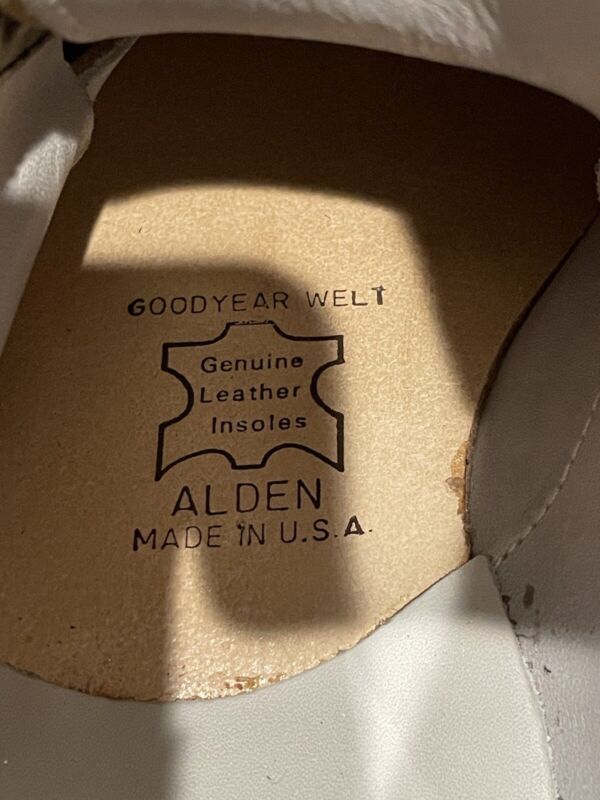 GOODYEAR WELT
Genuine
Leather
Insoles
ALDEN
MADE IN U.S.A.